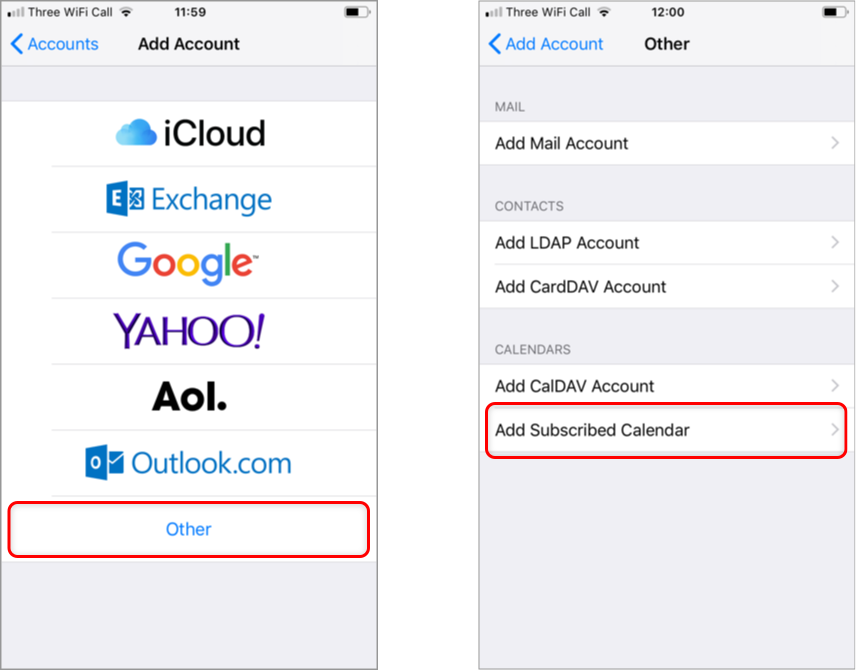 Three WiFi Call 11:59
Accounts Add Account
iCloud
E Exchange
Google™
YAHOO!
Aol.
o Outlook.com
Other
Three WiFi Call 12:00
Add Account Other
MAIL
Add Mail Account
CONTACTS
Add LDAP Account
Add CardDAV Account
CALENDARS
Add CalDAV Account
Add Subscribed Calendar